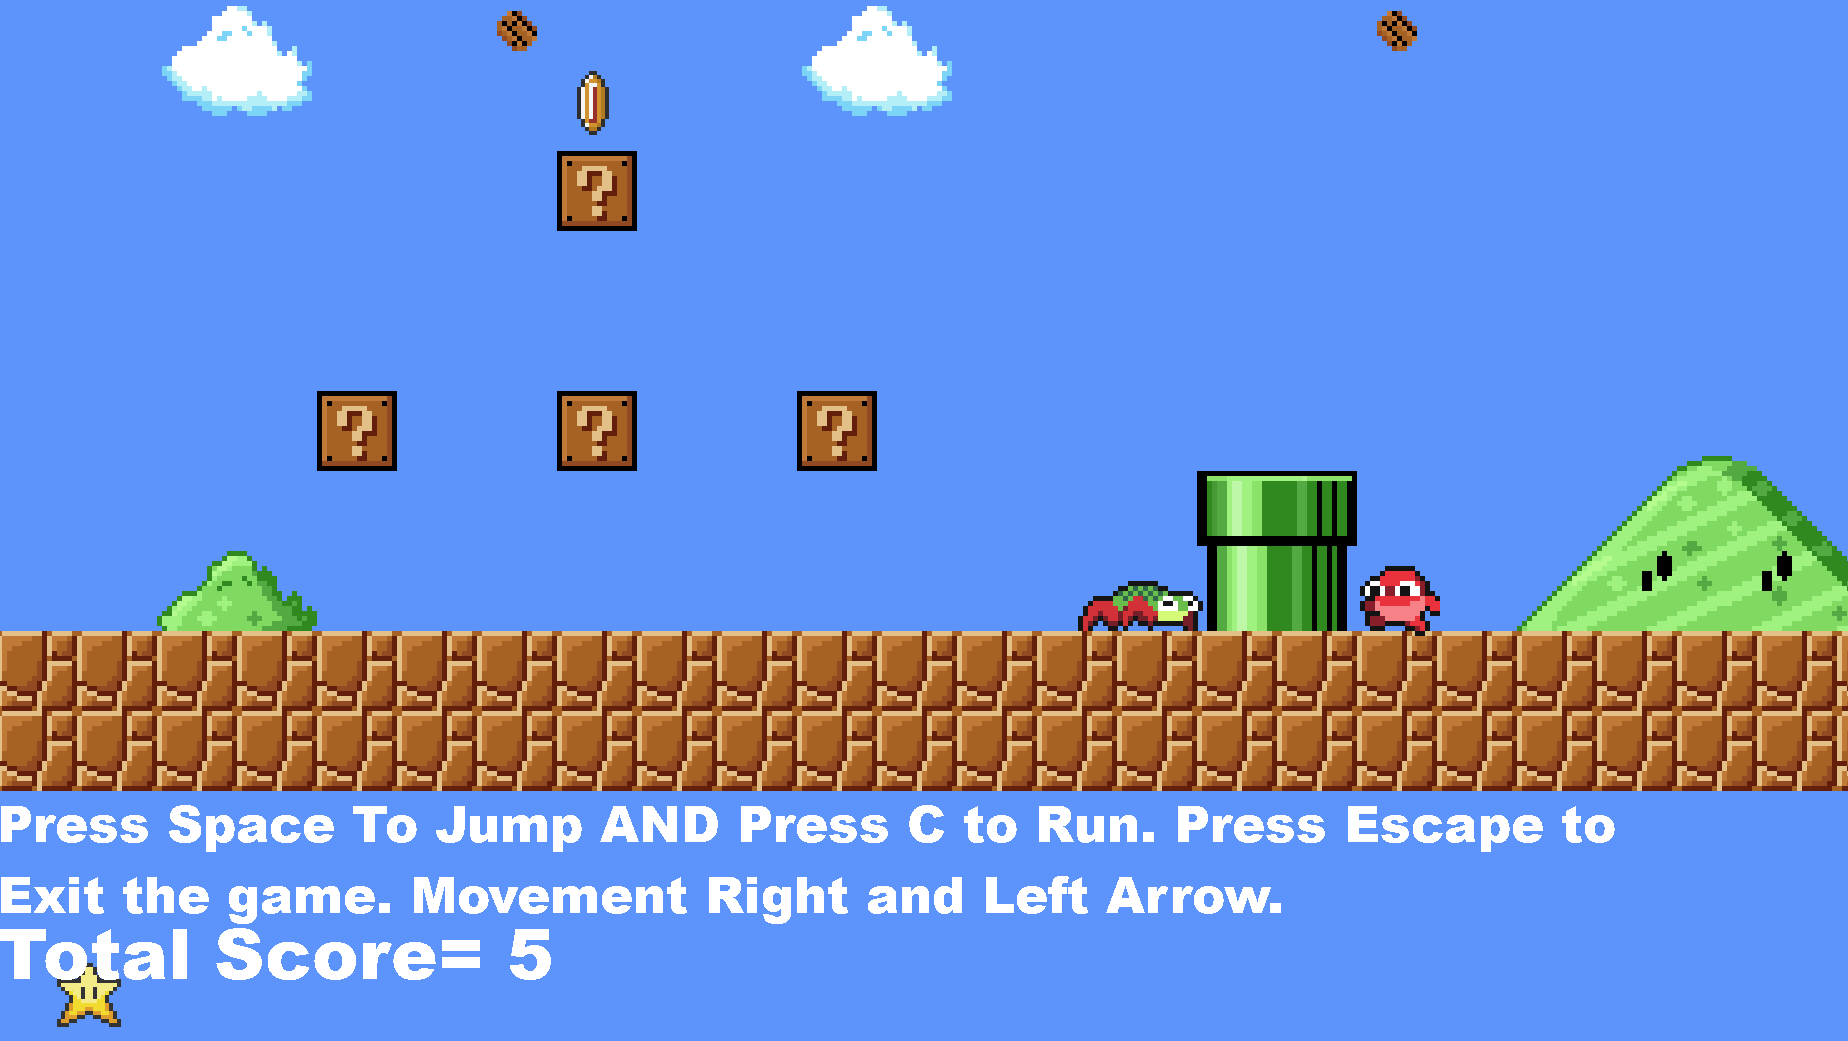 ?
? ? ?
Press Space To Jump AND Press C to Run. Press Escape to
Exit the game. Movement Right and Left Arrow.
Total Score= 5